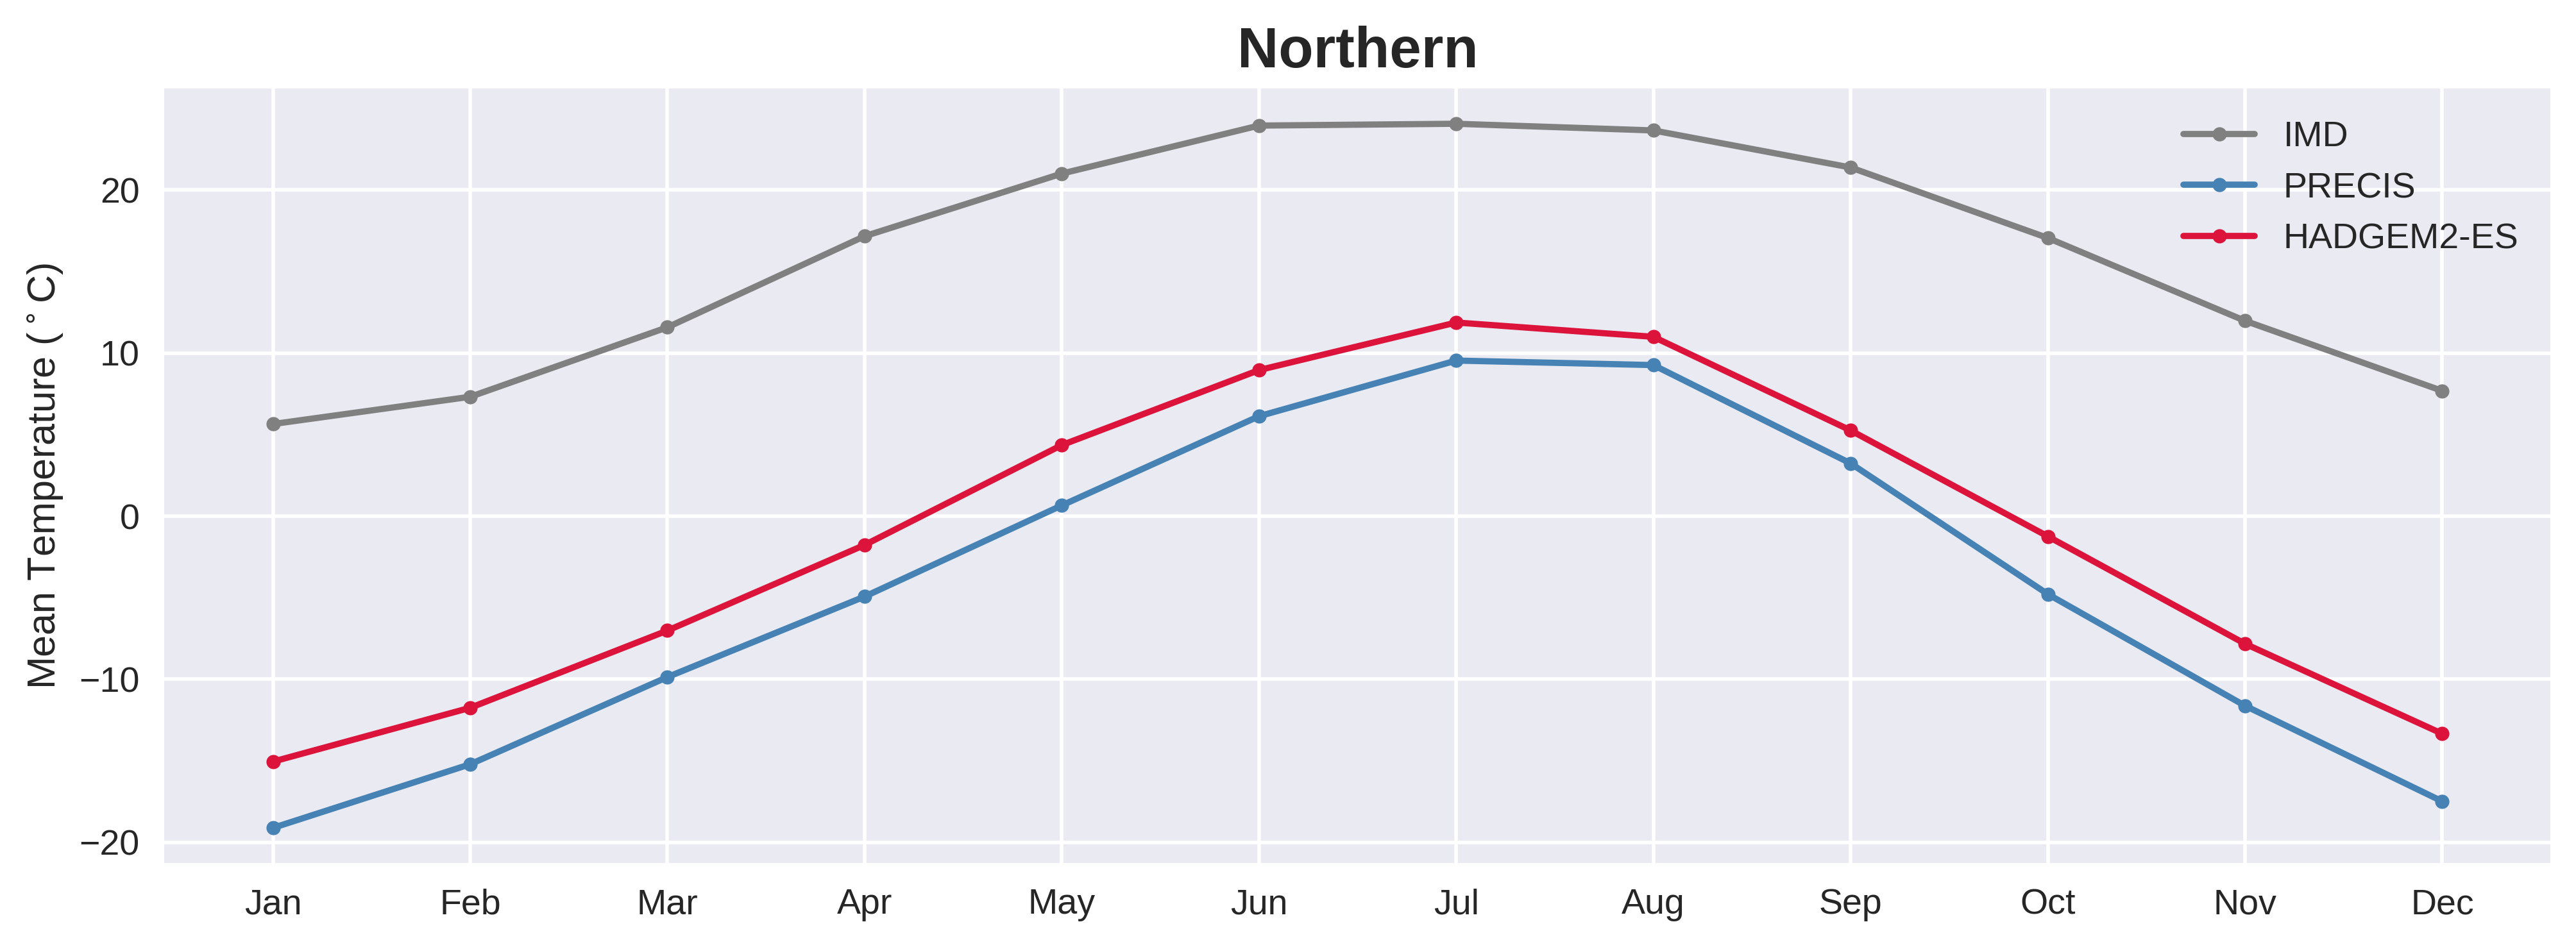 Northern
IMD
PRECIS
HADGEM2-ES
Mean Temperature (°C)
20
10
0
−10
−20
Jan Feb Mar Apr May Jun Jul Aug Sep Oct Nov Dec